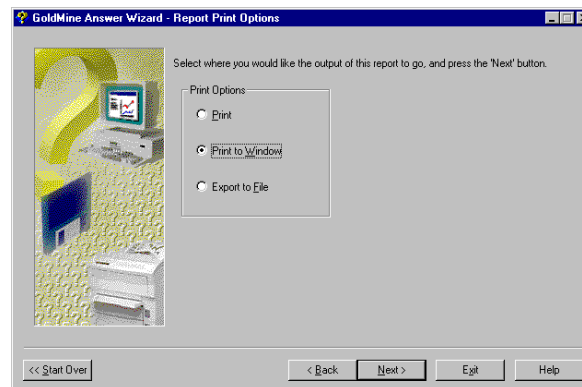 GoldMine Answer Wizard - Report Print Options
Select where you would like the output of this report to go, and press the 'Next' button.
Print Options
Print
Print to Window
Export to File
<< Start Over
< Back
Next >
Exit
Help